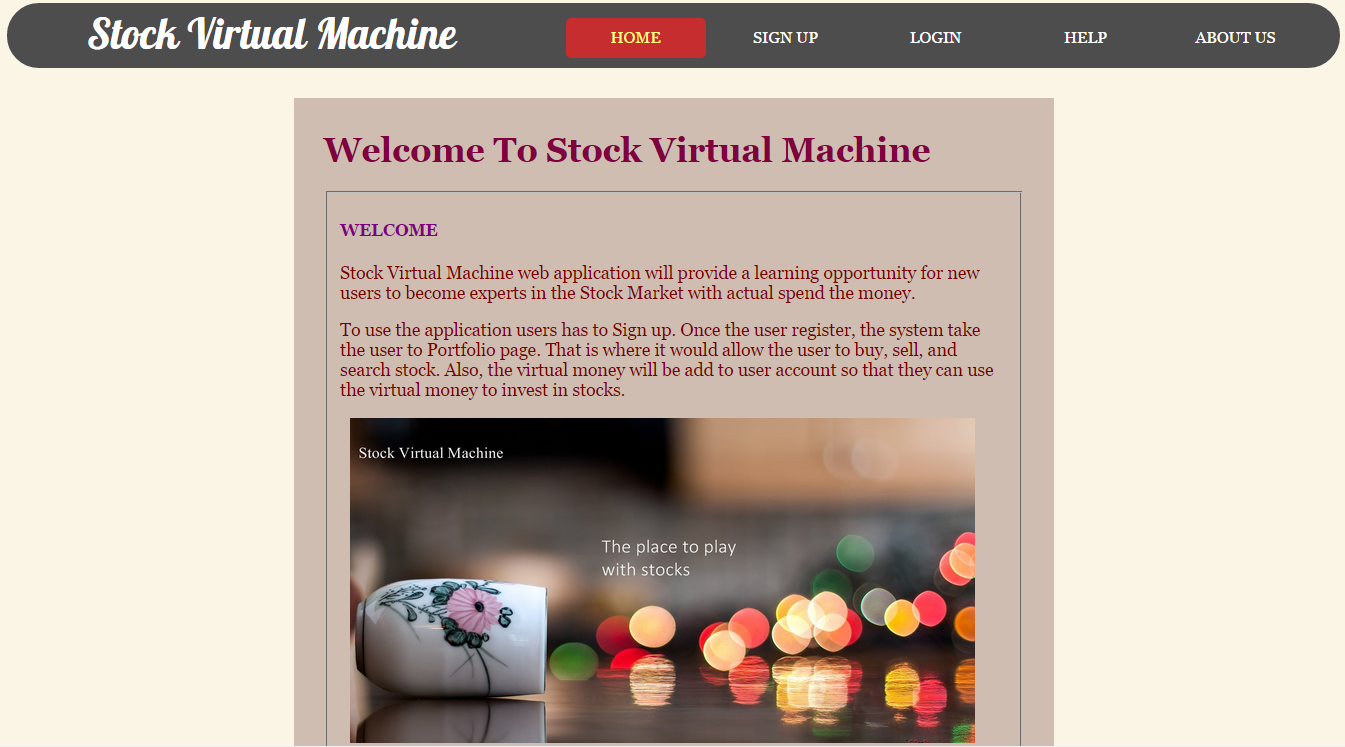 Stock Virtual Machine
HOME SIGN UP LOGIN HELP ABOUT US
Welcome To Stock Virtual Machine
WELCOME
Stock Virtual Machine web application will provide a learning opportunity for new
users to become experts in the Stock Market with actual spend the money.
To use the application users has to Sign up. Once the user register, the system take
the user to Portfolio page. That is where it would allow the user to buy, sell, and
search stock. Also, the virtual money will be add to user account so that they can use
the virtual money to invest in stocks.
Stock Virtual Machine
The place to play
with stocks